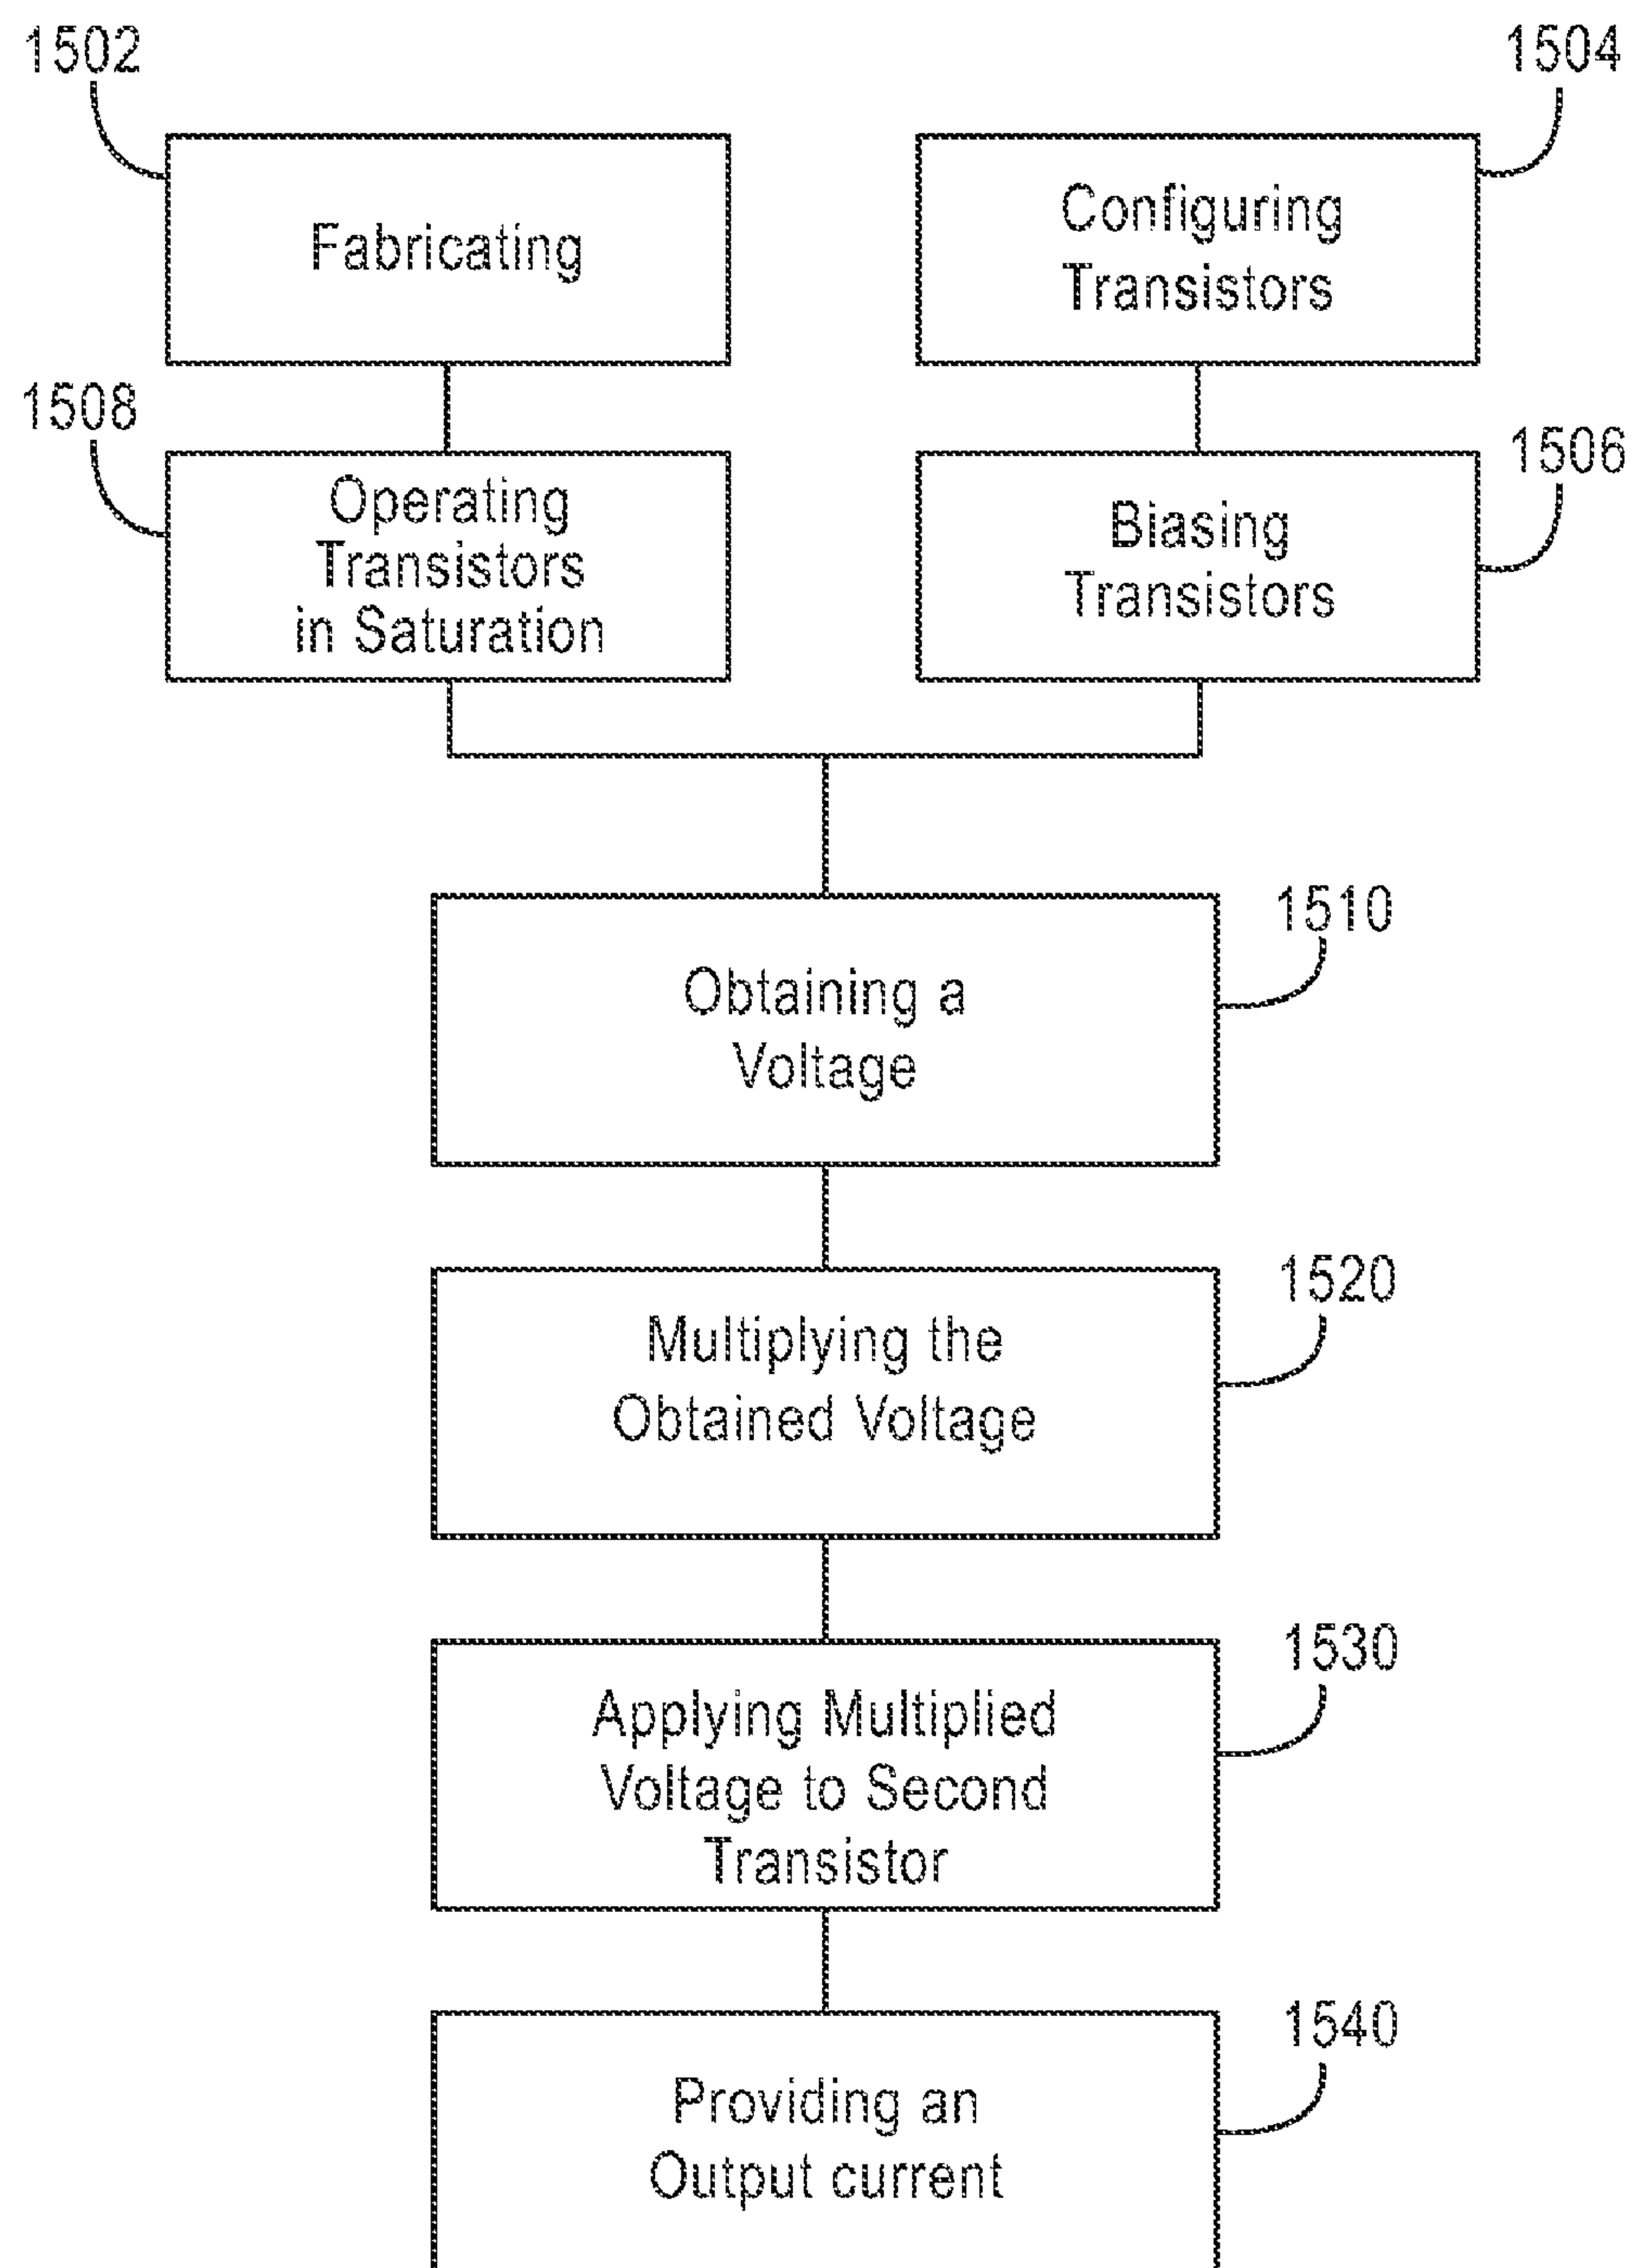 1502
1504
Fabricating
Configuring
Transistors
1508
1506
Operating
Transistors
in Saturation
Biasing
Transistors
1510
Obtaining a
Voltage
1520
Multiplying the
Obtained Voltage
1530
Applying Multiplied
Voltage to Second
Transistor
1540
Providing an
Output current